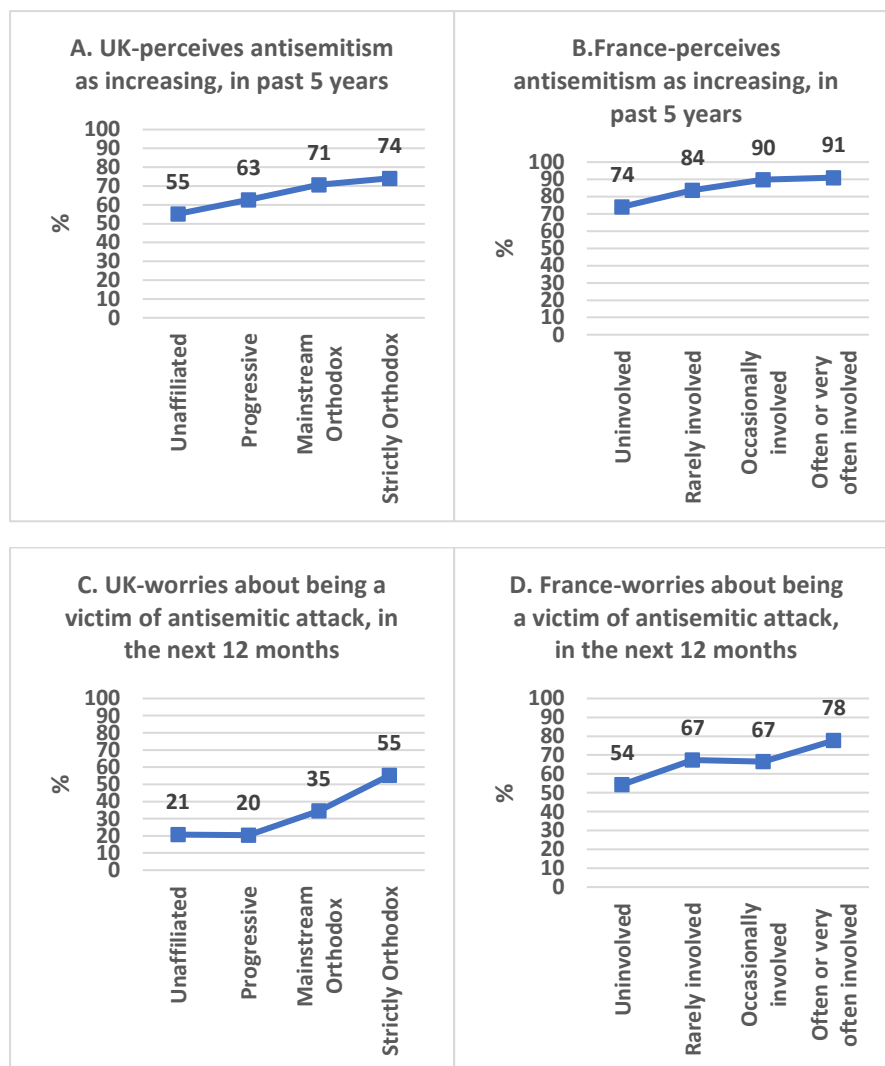 A. UK-perceives antisemitism
as increasing, in past 5 years
100
90
80
70
60
50
40
30
20
10
0
%
55
63
71
74
Unaffiliated
Progressive
Mainstream
Orthodox
Strictly Orthodox
B.France-perceives
antisemitism as increasing, in
past 5 years
100
90
80
70
60
50
40
30
20
10
0
%
74
84
90
91
Uninvolved
Rarely involved
Occasionally
involved
Often or very
often involved
C. UK-worries about being a
victim of antisemitic attack, in
the next 12 months
100
90
80
70
60
50
40
30
20
10
0
%
21
20
35
55
Unaffiliated
Progressive
Mainstream
Orthodox
Strictly Orthodox
D. France-worries about being
a victim of antisemitic attack,
in the next 12 months
100
90
80
70
60
50
40
30
20
10
0
%
54
67
67
78
Uninvolved
Rarely involved
Occasionally
involved
Often or very
often involved